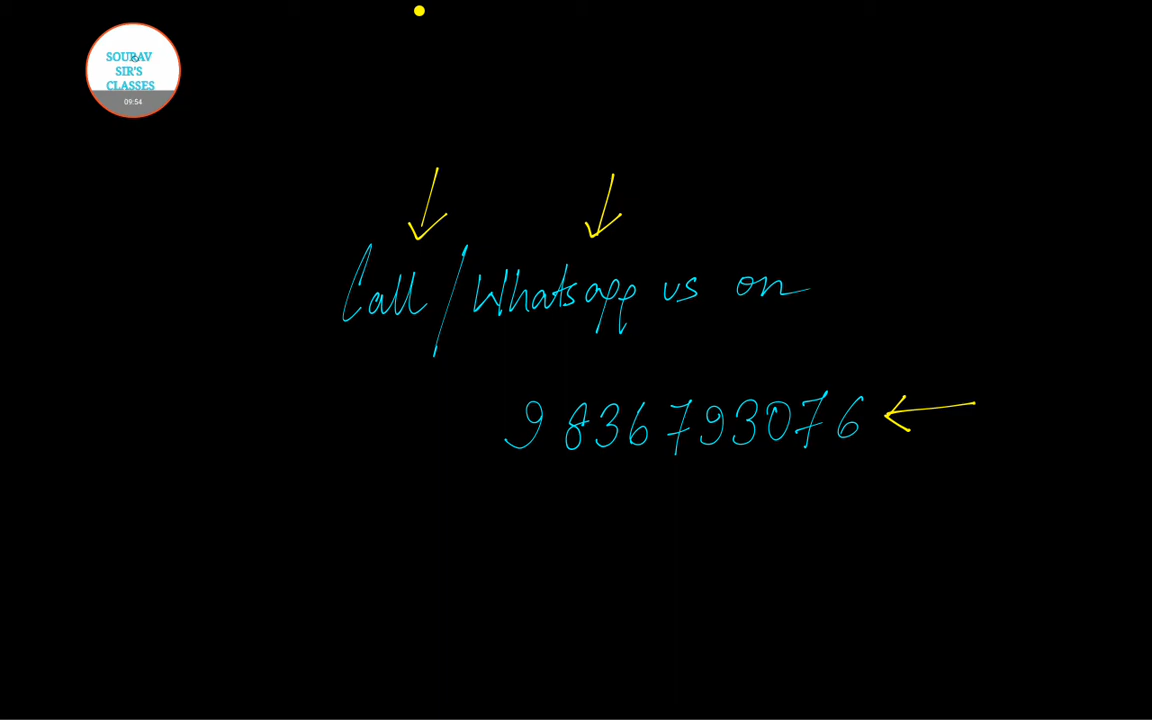 SOURAV
SIR'S
CLASSES
09:54
Call/Whatsapp us on
9836793076